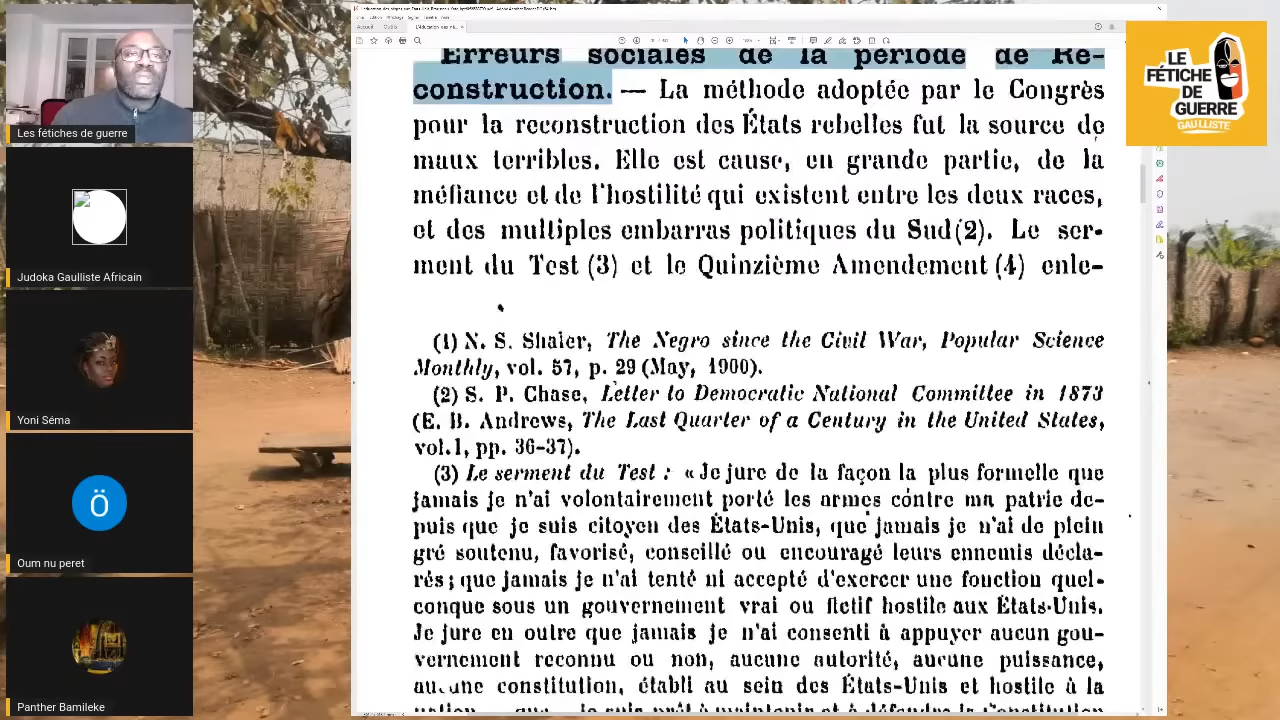 Les fétiches de guerre
Judoka Gaulliste Africain
Yoni Séma
Ö
Oum nu peret
Panther Bamileke
Accueil Outils
Erreurs sociales de la période de Re-
construction. — La méthode adoptée par le Congrès
pour la reconstruction des États rebelles fut la source de
maux terribles. Elle est cause, en grande partie, de la
méfiance et de l'hostilité qui existent entre les deux races,
et des multiples embarras politiques du Sud(2). Le ser-
ment du Test (3) et le Quinzième Amendement (4) enle-
(1) N. S. Shaler, The Negro since the Civil War, Popular Science
Monthly, vol. 57, p. 29 (May, 1900).
(2) S. P. Chase, Letter to Democratic National Committee in 1873
(E. B. Andrews, The Last Quarter of a Century in the United States,
vol. I, pp. 36-37).
(3) Le serment du Test : « Je jure de la façon la plus formelle que
jamais je n'ai volontairement porté les armes contre ma patrie de-
puis que je suis citoyen des États-Unis, que jamais je n'ai de plein
gré soutenu, favorisé, conseillé ou encouragé leurs ennemis décla-
rés; que jamais je n'ai tenté ni accepté d'exercer une fonction quel-
conque sous un gouvernement vrai ou fictif hostile aux États-Unis.
Je jure en outre que jamais je n'ai consenti à appuyer aucun gou-
vernement reconnu ou non, aucune autorité, aucune puissance,
aucune constitution, établi au sein des États-Unis et hostile à la
LE
FÉTICHE
DE
GUERRE
GAULLISTE